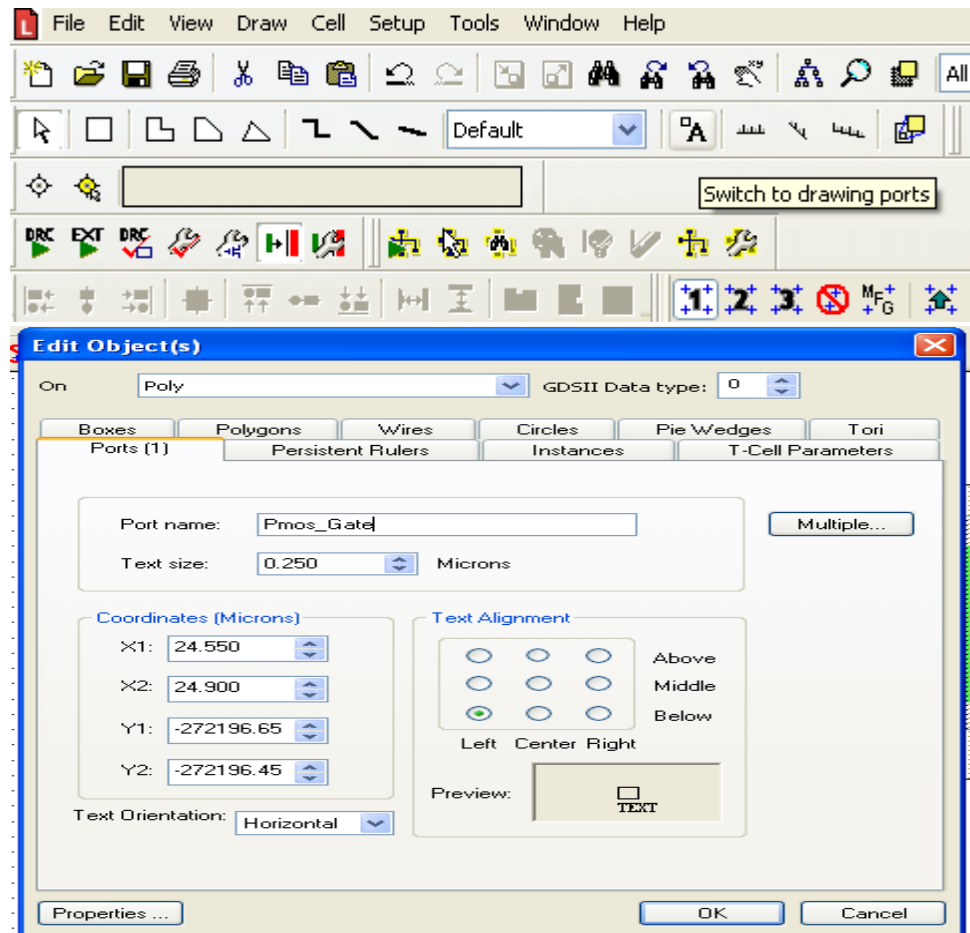 L File Edit View Draw Cell Setup Tools Window Help
All
Default A
Switch to drawing ports
DRC EXT DRC
1 2 3 MFG
Edit Object(s)
On Poly GDSII Data type: 0
Boxes Polygons Wires Circles Pie Wedges Tori
Ports (1) Persistent Rulers Instances T-Cell Parameters
Port name: Pmos_Gate Multiple...
Text size: 0.250 Microns
Coordinates (Microns) Text Alignment
X1: 24.550 Above
X2: 24.900 Middle
Y1: -272196.65 Below
Left Center Right
Y2: -272196.45
Preview: TEXT
Text Orientation: Horizontal
Properties ... OK Cancel